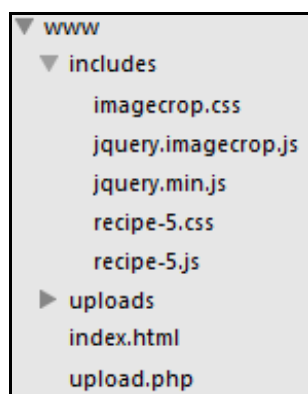 www
includes
imagecrop.css
jquery.imagecrop.js
jquery.min.js
recipe-5.css
recipe-5.js
uploads
index.html
upload.php